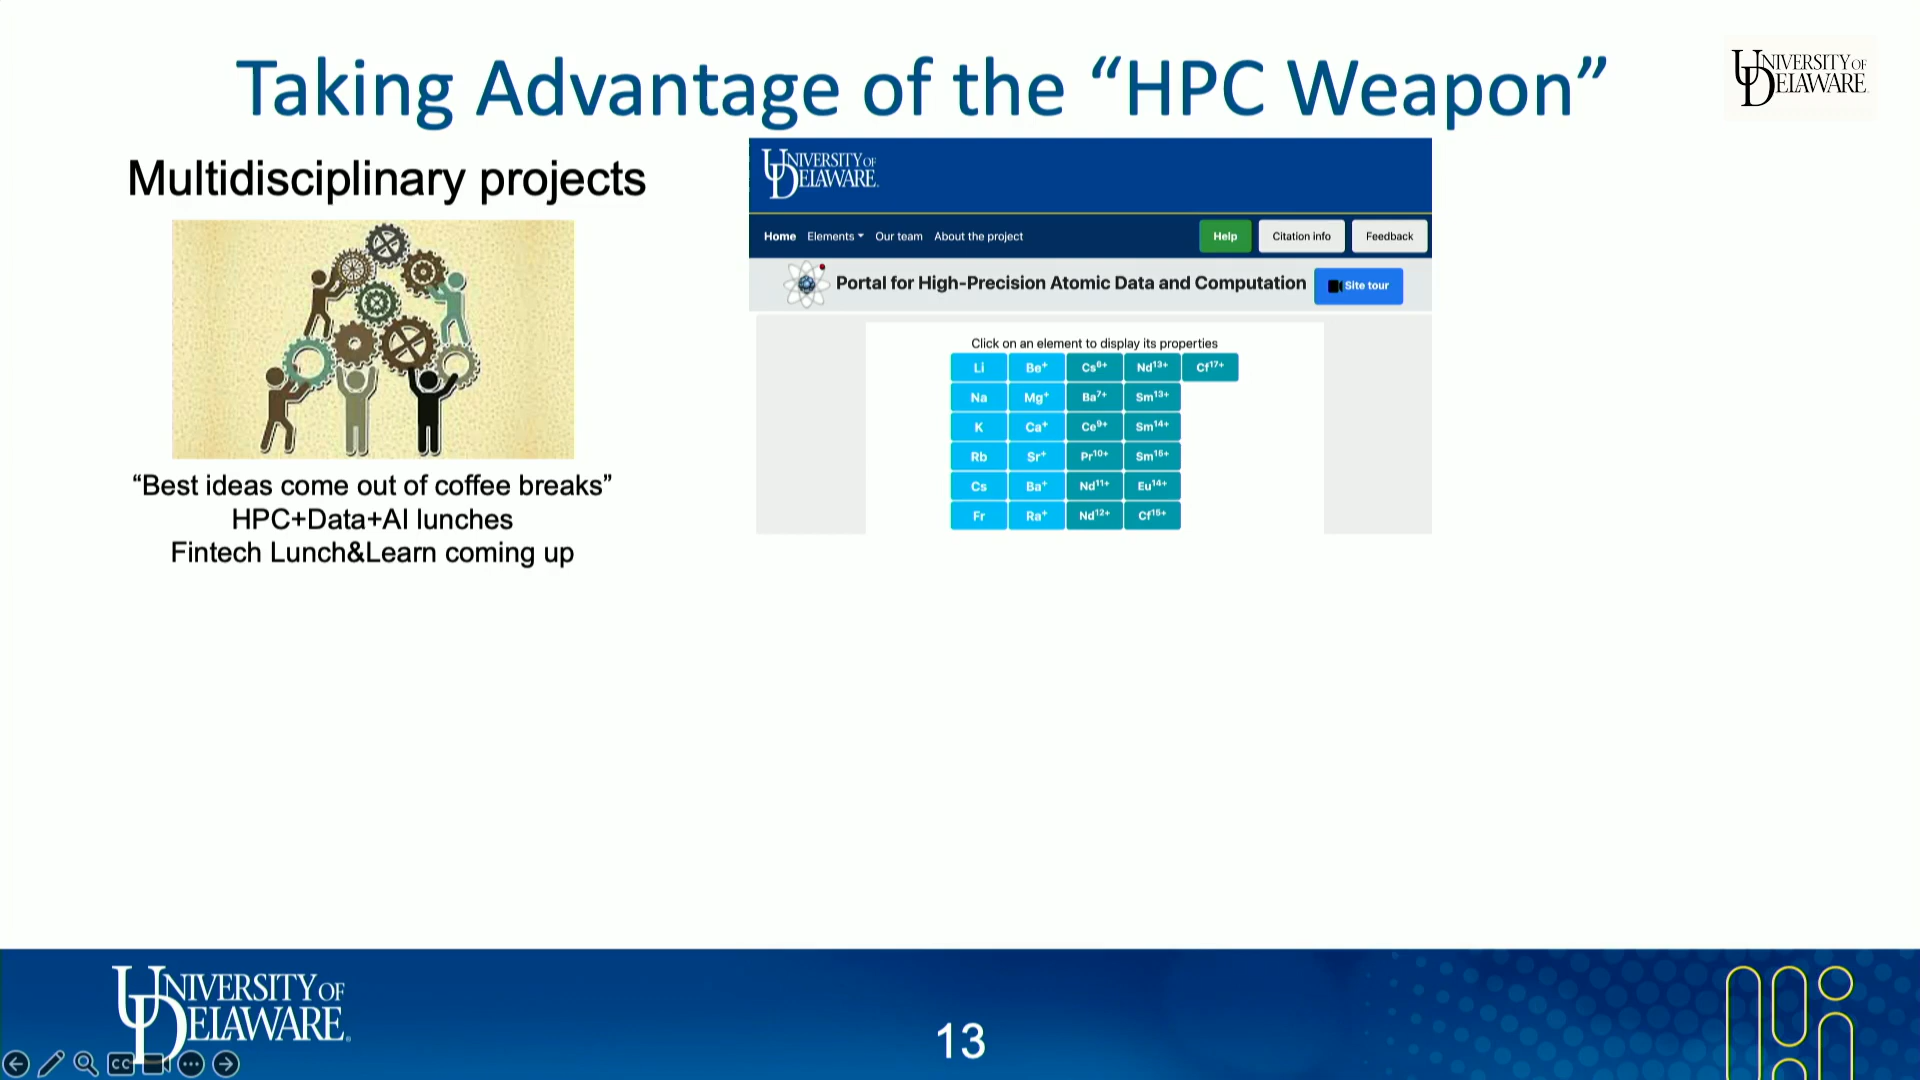 Taking Advantage of the “HPC Weapon”
UNIVERSITY OF
DELAWARE
Multidisciplinary projects
“Best ideas come out of coffee breaks”
HPC+Data+AI lunches
Fintech Lunch&Learn coming up
UNIVERSITY OF
DELAWARE
Home Elements Our team About the project Help Citation info Feedback
Portal for High-Precision Atomic Data and Computation Site tour
Click on an element to display its properties
Li Be⁺ Cs⁶⁺ Nd¹³⁺ Cf¹⁷⁺
Na Mg⁺ Ba⁷⁺ Sm¹³⁺
K Ca⁺ Ce⁹⁺ Sm¹⁴⁺
Rb Sr⁺ Pr¹⁰⁺ Sm¹⁵⁺
Cs Ba⁺ Nd¹¹⁺ Eu¹⁴⁺
Fr Ra⁺ Nd¹²⁺ Cf¹⁵⁺
UNIVERSITY OF
DELAWARE
13
CC